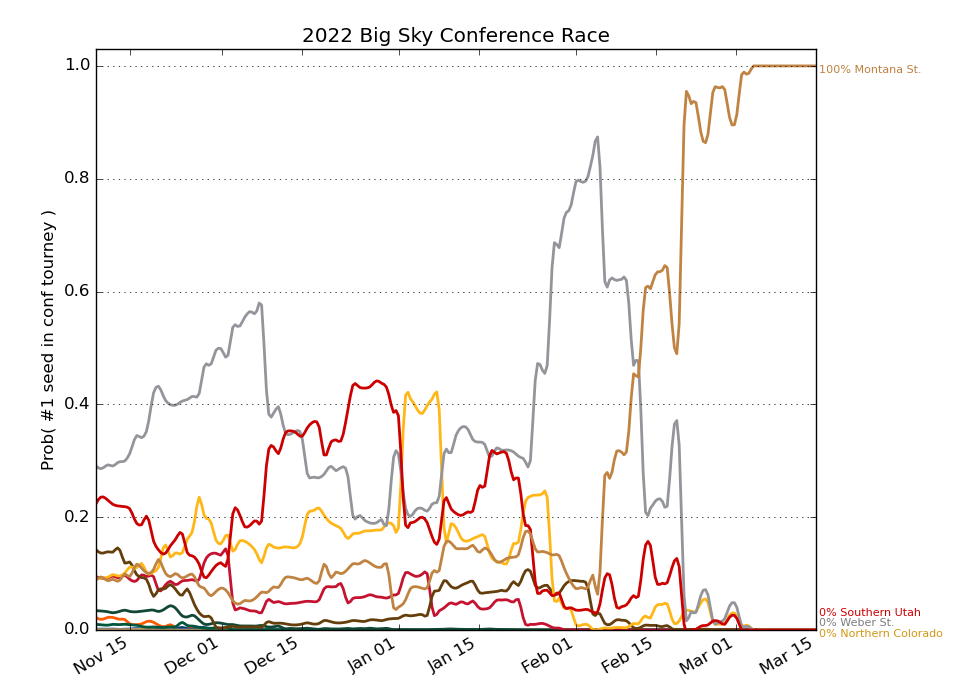 2022 Big Sky Conference Race
Prob( #1 seed in conf tourney )
1.0
0.8
0.6
0.4
0.2
0.0
100% Montana St.
0% Southern Utah
0% Weber St.
0% Northern Colorado
Nov 15
Dec 01
Dec 15
Jan 01
Jan 15
Feb 01
Feb 15
Mar 01
Mar 15